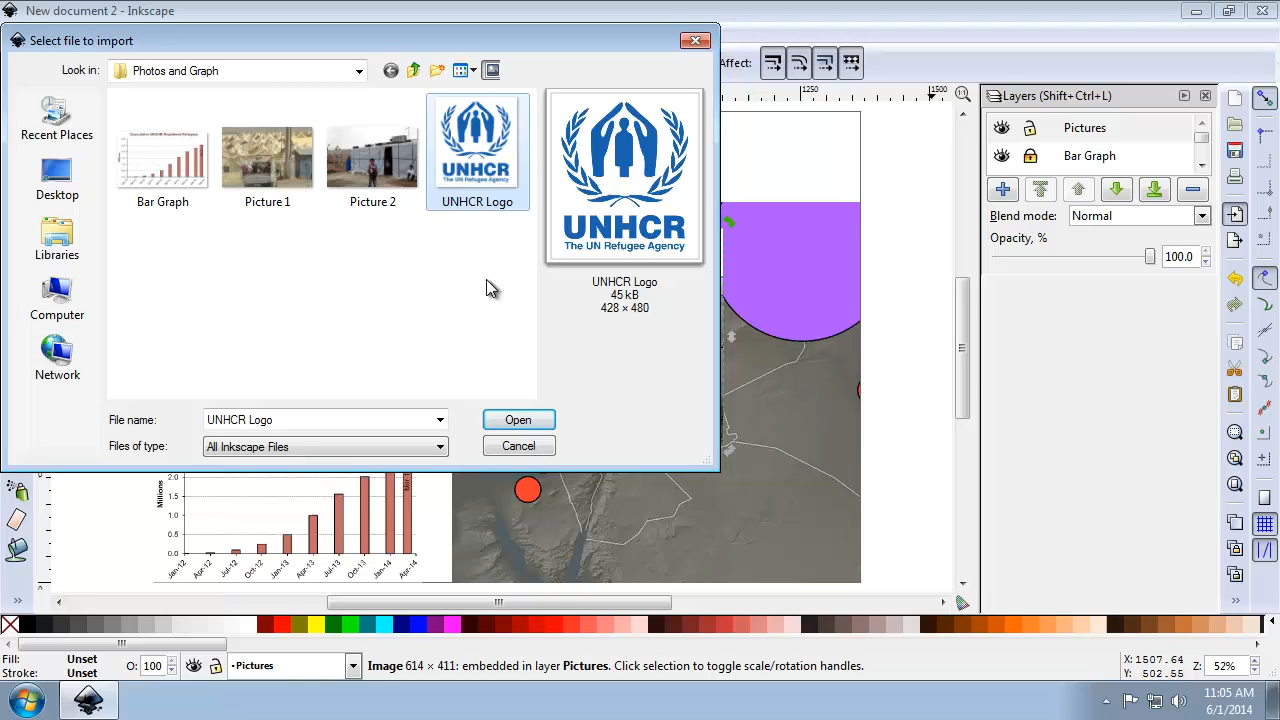 New document 2 - Inkscape
Select file to import
Look in:
Photos and Graph
Recent Places
Desktop
Libraries
Computer
Network
Bar Graph
Picture 1
Picture 2
UNHCR
The UN Refugee Agency
UNHCR Logo
UNHCR
The UN Refugee Agency
UNHCR Logo
45 kB
428 × 480
File name:
UNHCR Logo
Open
Files of type:
All Inkscape Files
Cancel
Affect:
1250
1500
Layers (Shift+Ctrl+L)
Pictures
Bar Graph
Blend mode:
Normal
Opacity, %
100.0
Millions
2.0
1.5
1.0
0.5
0.0
Jan-12
Apr-12
Jul-12
Oct-12
Jan-13
Apr-13
Jul-13
Oct-13
Jan-14
Apr-14
Fill:
Unset
Stroke:
Unset
O:
100
•Pictures
Image 614 × 411: embedded in layer Pictures. Click selection to toggle scale/rotation handles.
X: 1507.64
Y: 502.55
Z:
52%
11:05 AM
6/1/2014